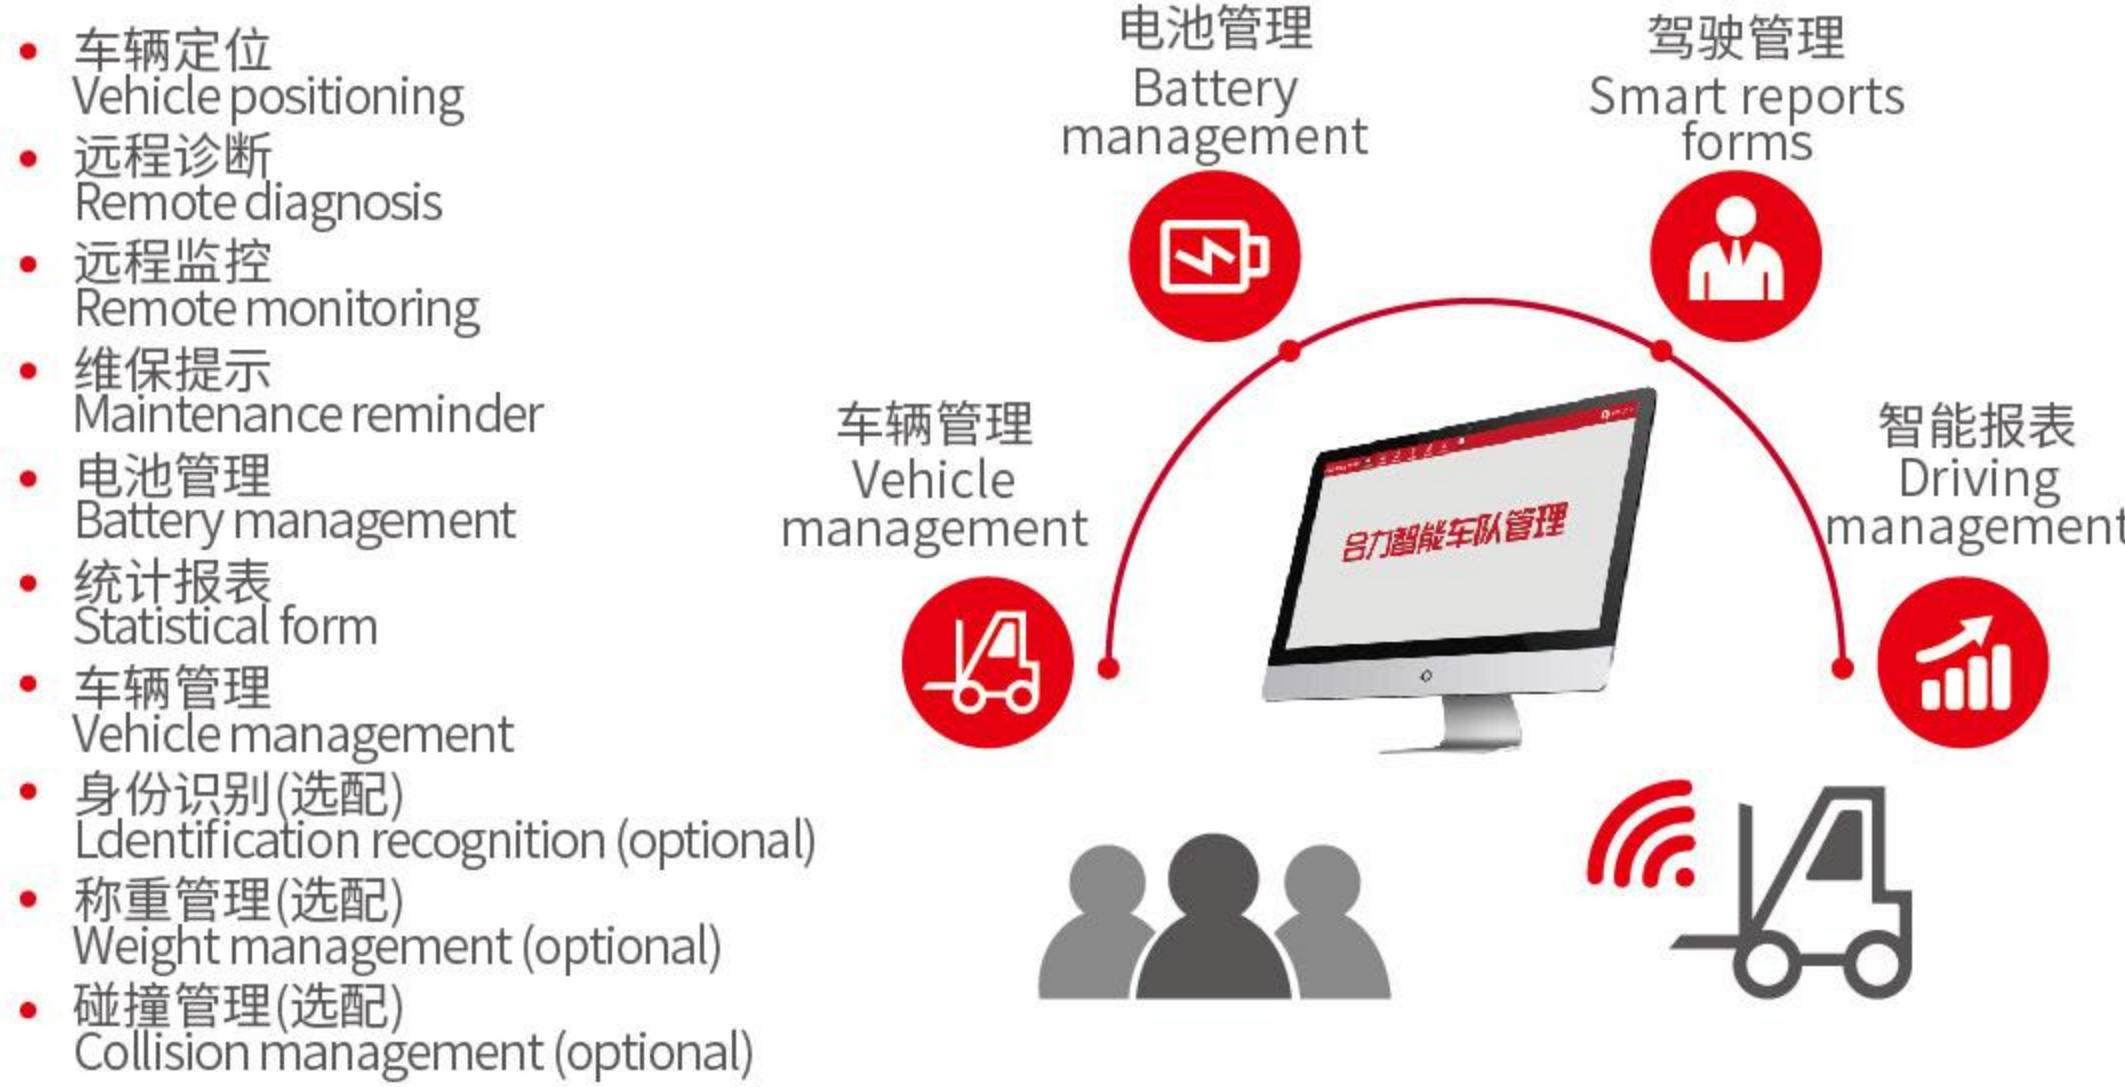 车辆定位
Vehicle positioning
远程诊断
Remote diagnosis
远程监控
Remote monitoring
维保提示
Maintenance reminder
电池管理
Battery management
统计报表
Statistical form
车辆管理
Vehicle management
身份识别(选配)
Ldentification recognition (optional)
称重管理(选配)
Weight management (optional)
碰撞管理(选配)
Collision management (optional)
电池管理
Battery
management
驾驶管理
Smart reports
forms
车辆管理
Vehicle
management
智能报表
Driving
management
合力智能车队管理